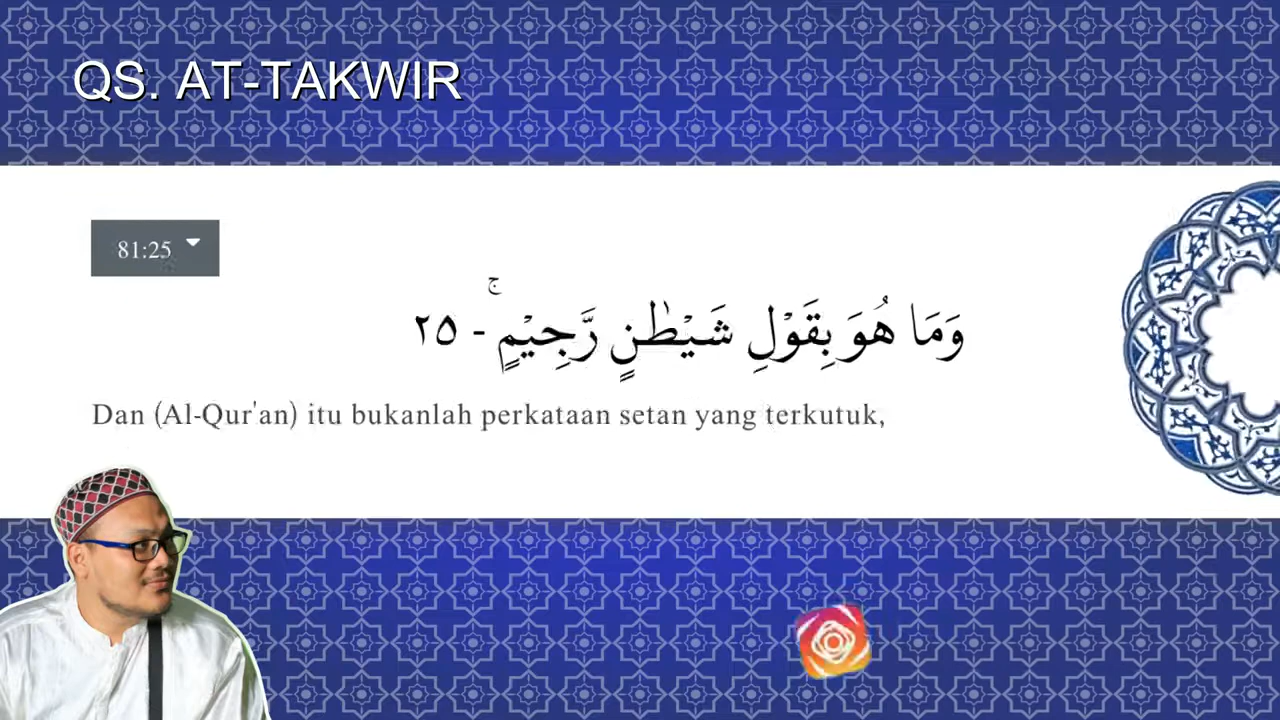 QS. AT-TAKWIR
81:25
وَمَا هُوَ بِقَوْلِ شَيْطٰنٍ رَّجِيْمٍۚ - ٢٥
Dan (Al-Qur'an) itu bukanlah perkataan setan yang terkutuk,